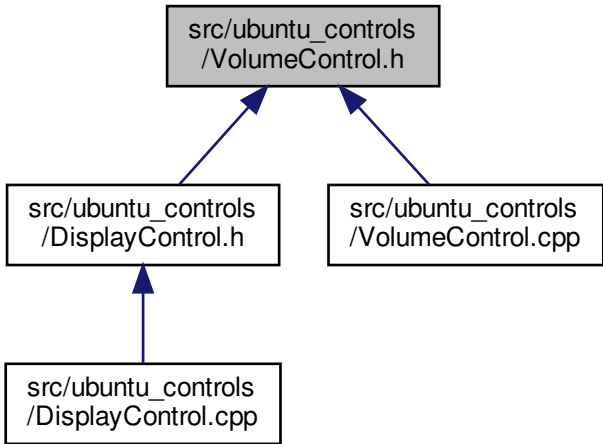 src/ubuntu_controls
/VolumeControl.h
src/ubuntu_controls
/DisplayControl.h
src/ubuntu_controls
/VolumeControl.cpp
src/ubuntu_controls
/DisplayControl.cpp